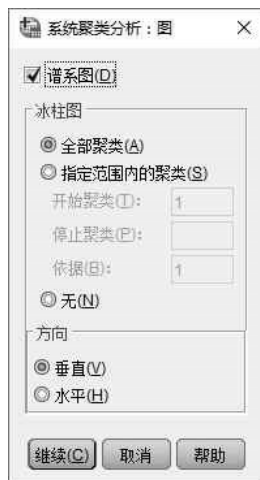 系统聚类分析：图
谱系图(D)
冰柱图
全部聚类(A)
指定范围内的聚类(S)
开始聚类(T)： 1
停止聚类(P)：
依据(B)： 1
无(N)
方向
垂直(V)
水平(H)
继续(C) 取消 帮助